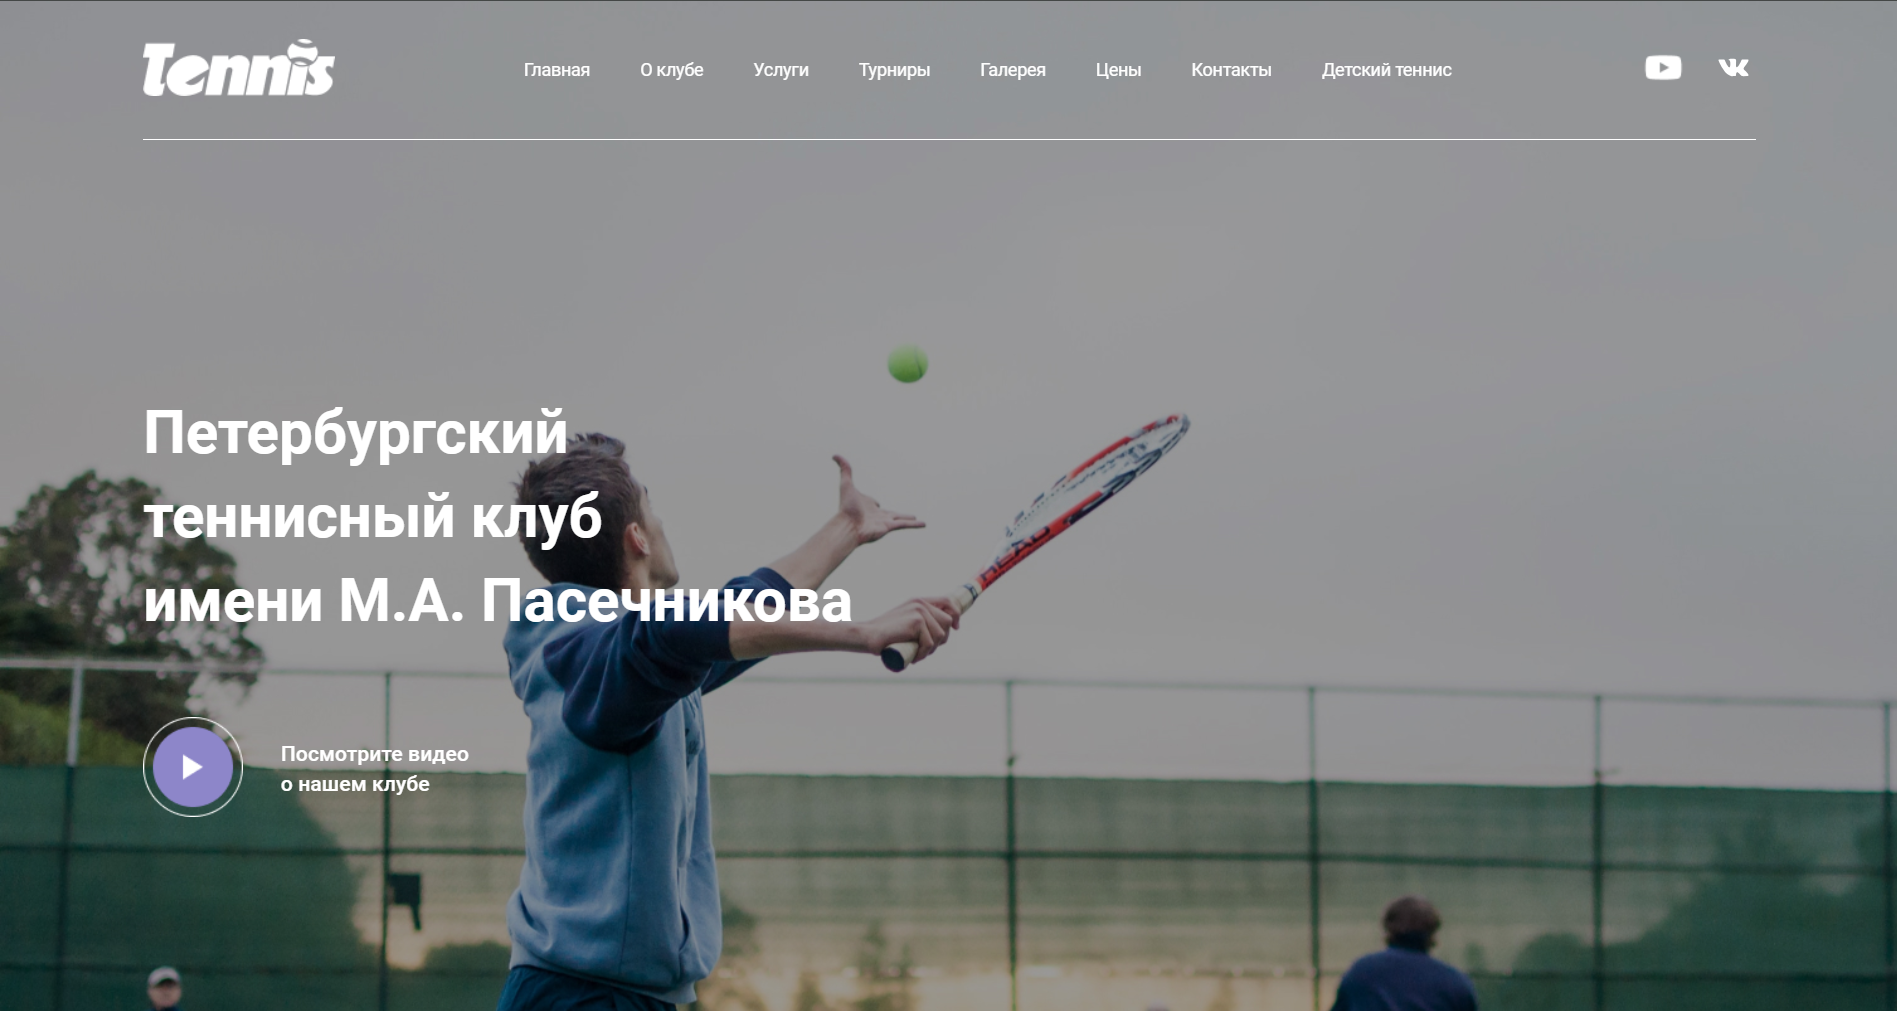 Tennis
Главная О клубе Услуги Турниры Галерея Цены Контакты Детский теннис
Петербургский
теннисный клуб
имени М.А. Пасечникова
HEAD
Посмотрите видео
о нашем клубе